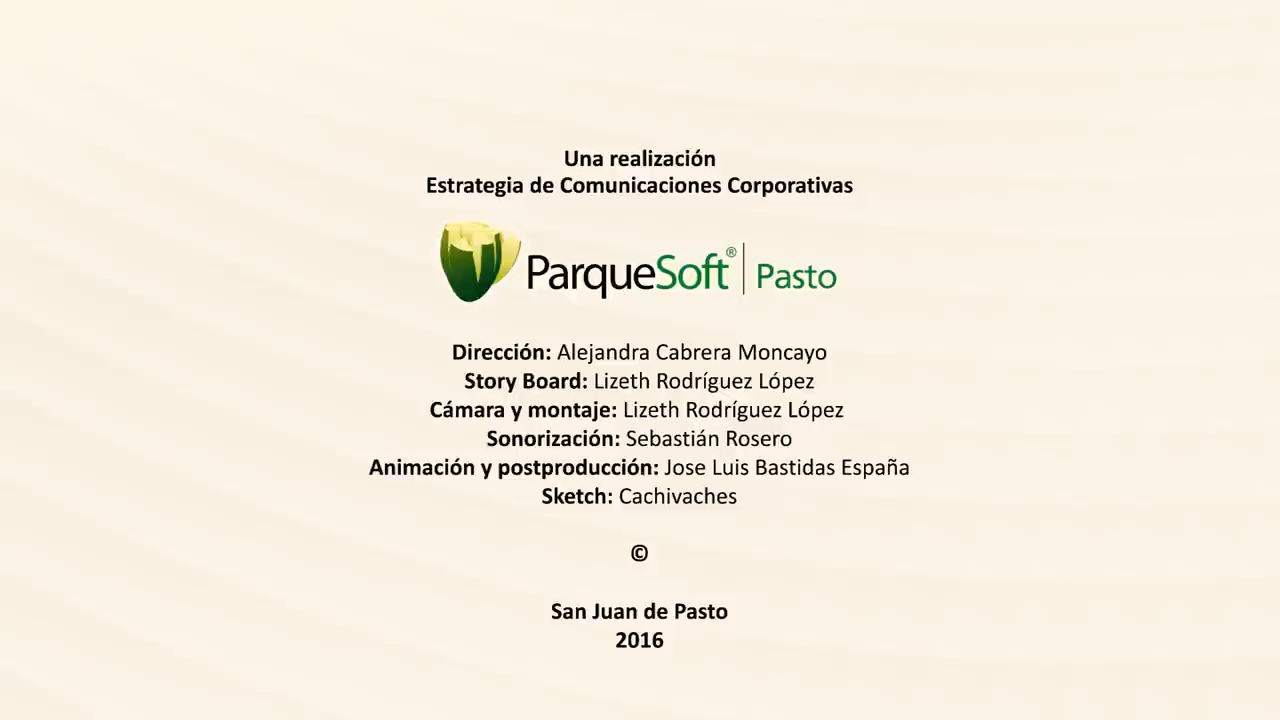 Una realización
Estrategia de Comunicaciones Corporativas
ParqueSoft® | Pasto
Dirección: Alejandra Cabrera Moncayo
Story Board: Lizeth Rodríguez López
Cámara y montaje: Lizeth Rodríguez López
Sonorización: Sebastián Rosero
Animación y postproducción: Jose Luis Bastidas España
Sketch: Cachivaches
©
San Juan de Pasto
2016